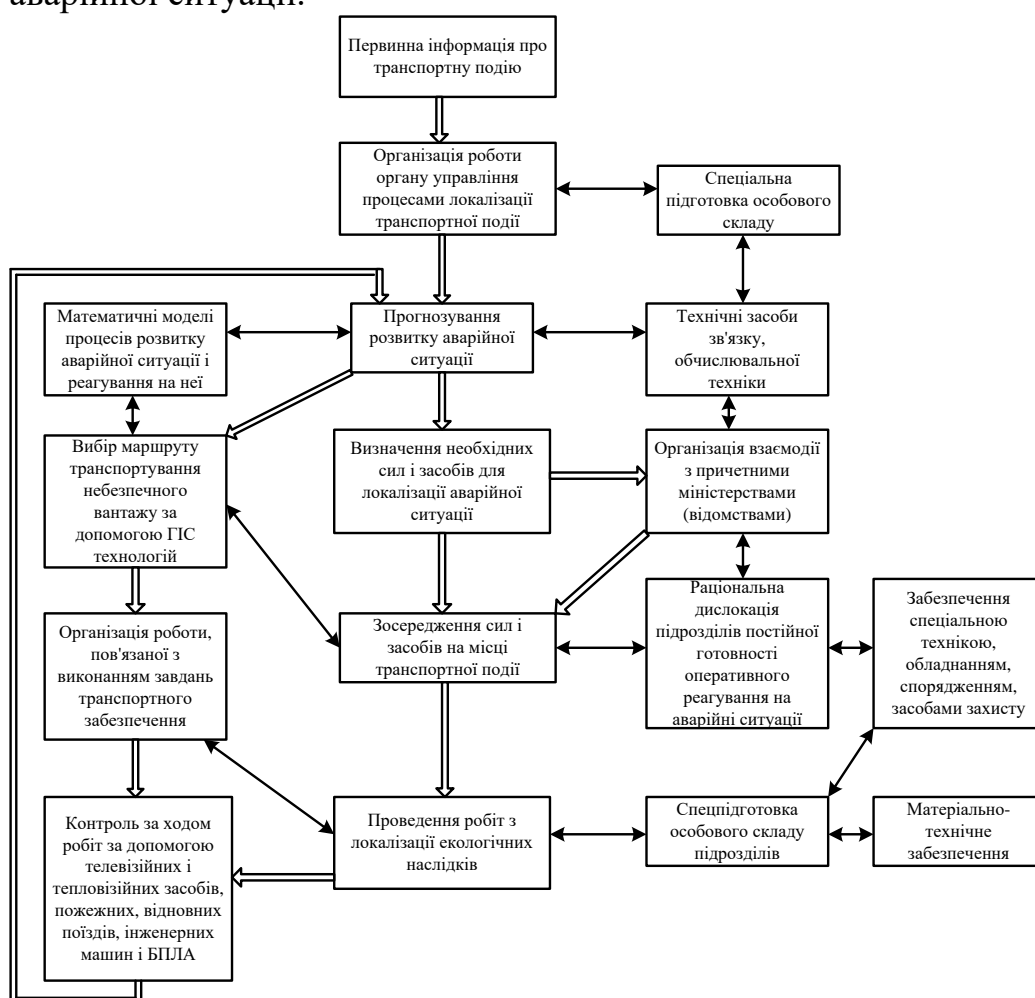 аварійної ситуації.
Первинна інформація про
транспортну подію
Організація роботи
органу управління
процесами локалізації
транспортної події
Спеціальна
підготовка особового
складу
Математичні моделі
процесів розвитку
аварійної ситуації і
реагування на неї
Прогнозування
розвитку аварійної
ситуації
Технічні засоби
зв'язку,
обчислювальної
техніки
Вибір маршруту
транспортування
небезпечного
вантажу за
допомогою ГІС
технологій
Визначення необхідних
сил і засобів для
локалізації аварійної
ситуації
Організація взаємодії
з причетними
міністерствами
(відомствами)
Організація роботи,
пов'язаної з
виконанням завдань
транспортного
забезпечення
Зосередження сил і
засобів на місці
транспортної події
Раціональна
дислокація
підрозділів постійної
готовності
оперативного
реагування на
аварійні ситуації
Забезпечення
спеціальною
технікою,
обладнанням,
спорядженням,
засобами захисту
Контроль за ходом
робіт за допомогою
телевізійних і
тепловізійних засобів,
пожежних, відновних
поїздів, інженерних
машин і БПЛА
Проведення робіт з
локалізації екологічних
наслідків
Спецпідготовка
особового складу
підрозділів
Матеріально-
технічне
забезпечення